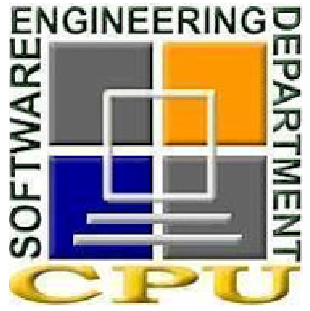 SOFTWARE
ENGINEERING
DEPARTMENT
CPU